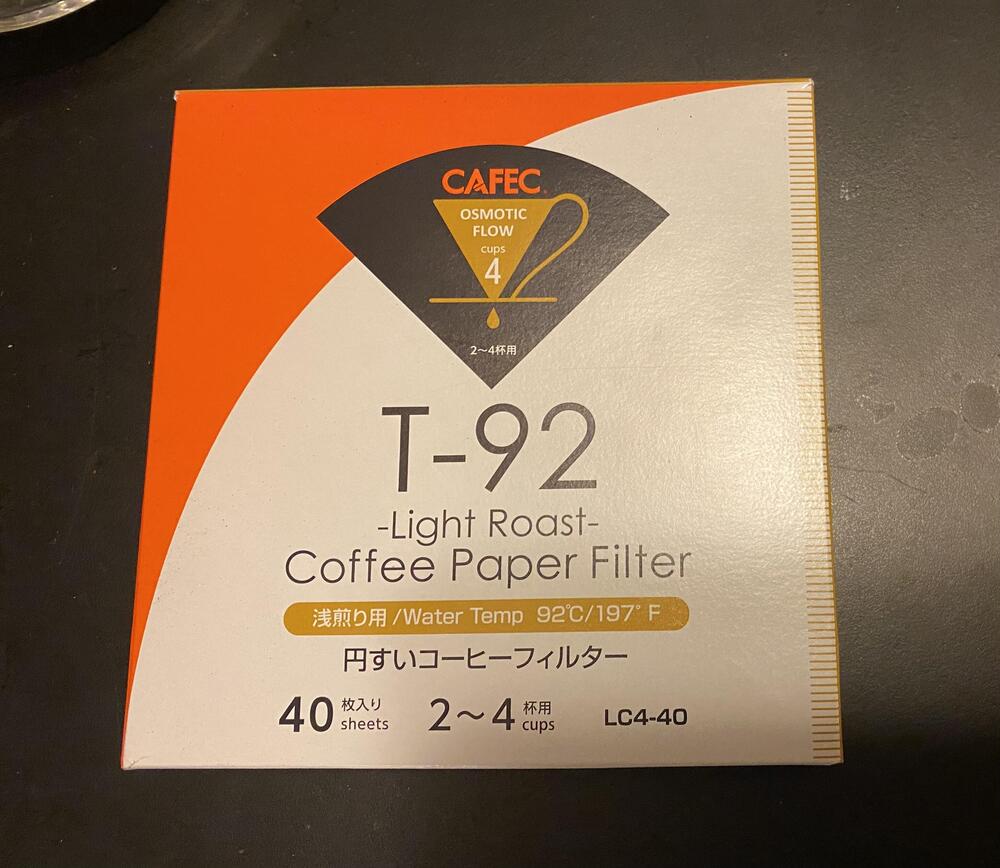 CAFEC
OSMOTIC
FLOW
cups
4
2〜4杯用
T-92
-Light Roast-
Coffee Paper Filter
浅煎り用 /Water Temp 92℃/197°F
円すいコーヒーフィルター
40 枚入り sheets
2〜4 杯用 cups
LC4-40